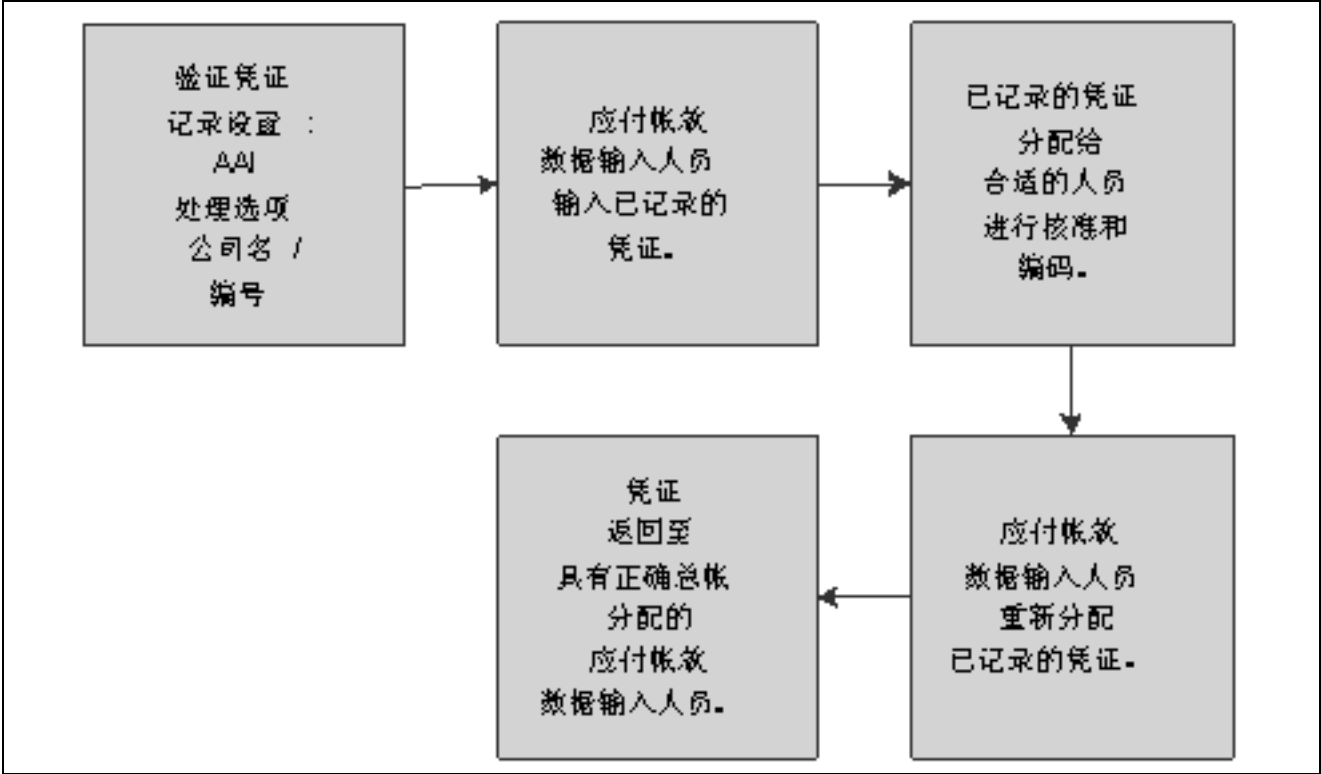 验证凭证
记录设置 :
AAI
处理选项
公司名 /
编号
应付帐款
数据输入人员
输入已记录的
凭证。
已记录的凭证
分配给
合适的人员
进行核准和
编码。
凭证
返回至
具有正确总帐
分配的
应付帐款
数据输入人员。
应付帐款
数据输入人员
重新分配
已记录的凭证。